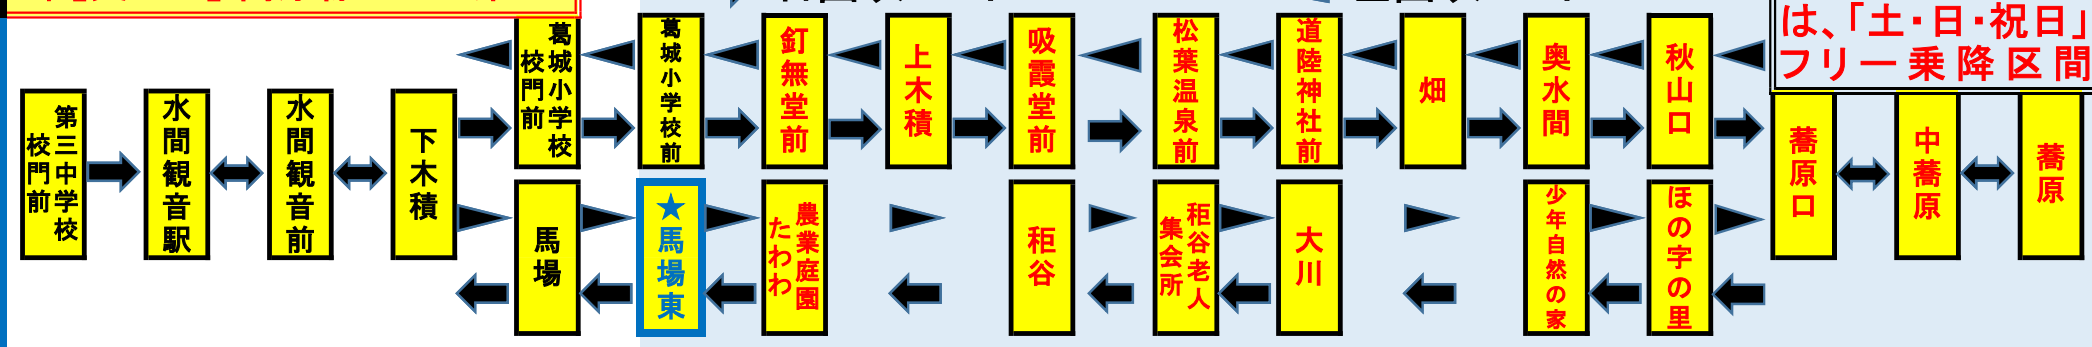 は、「土・日・祝日」
フリー乗降区間
第三中学校
校門前
水間観音駅
水間観音前
下木積
葛城小学校
校門前
葛城小学校前
釘無堂前
上木積
吸霞堂前
松葉温泉前
道陸神社前
畑
奥水間
秋山口
蕎原口
中蕎原
蕎原
馬場
★馬場東
農業庭園
たわわ
秬谷
秬谷老人
集会所
大川
少年自然の家
ほの字の里